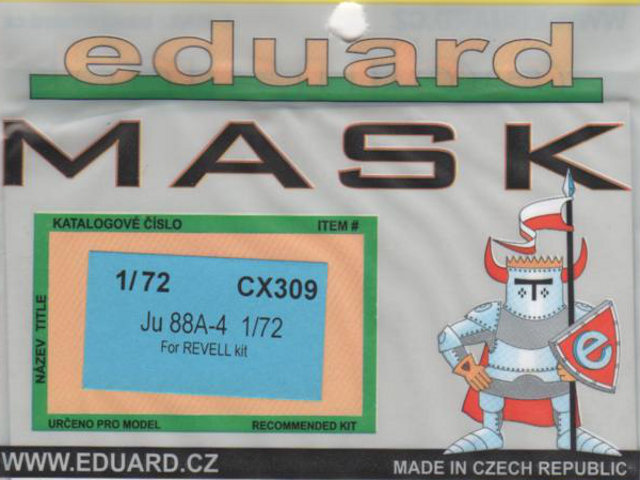 eduard
MASK
KATALOGOVÉ ČÍSLO ITEM #
1/72 CX309
Ju 88A-4 1/72
For REVELL kit
NÁZEV TITLE
URČENO PRO MODEL RECOMMENDED KIT
e
WWW.EDUARD.CZ MADE IN CZECH REPUBLIC